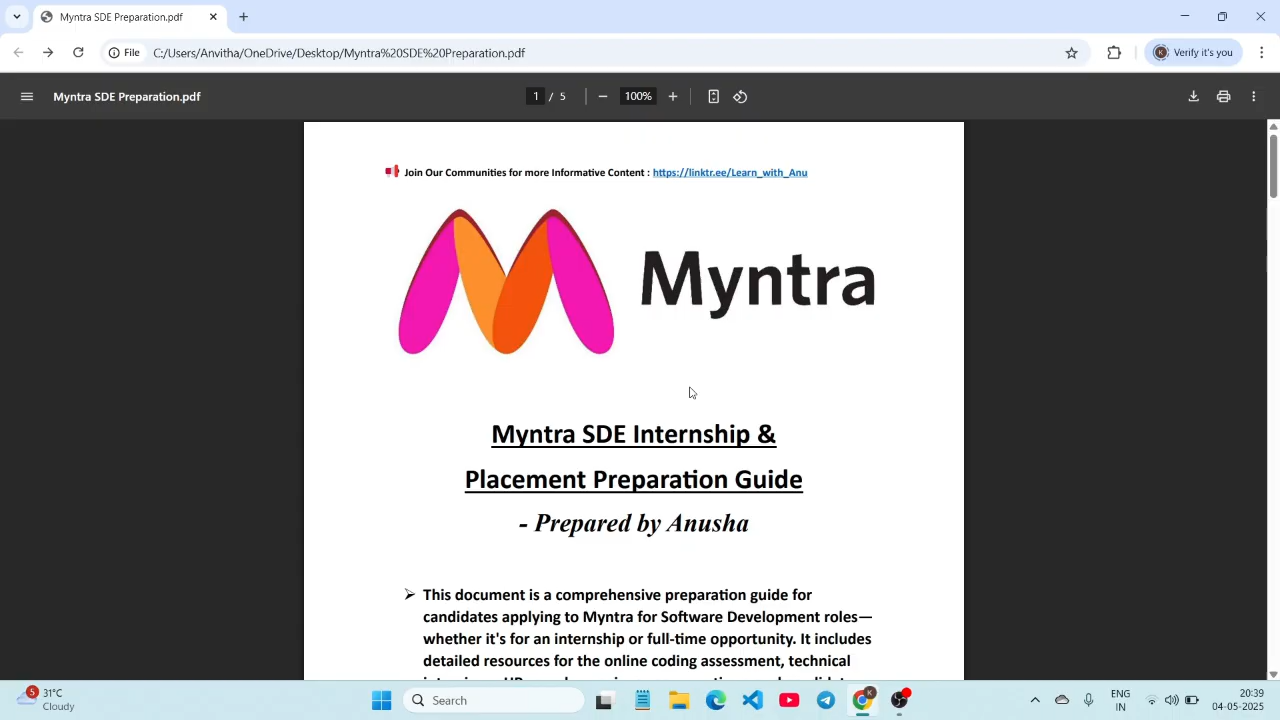 Myntra SDE Preparation.pdf
File
C:/Users/Anvitha/OneDrive/Desktop/Myntra%20SDE%20Preparation.pdf
Verify it's you
K
Myntra SDE Preparation.pdf
1 / 5
100%
Join Our Communities for more Informative Content : https://linktr.ee/Learn_with_Anu
Myntra
Myntra SDE Internship &
Placement Preparation Guide
- Prepared by Anusha
➢ This document is a comprehensive preparation guide for
candidates applying to Myntra for Software Development roles—
whether it's for an internship or full-time opportunity. It includes
detailed resources for the online coding assessment, technical
5
31°C
Cloudy
Search
K
ENG
IN
20:39
04-05-2025